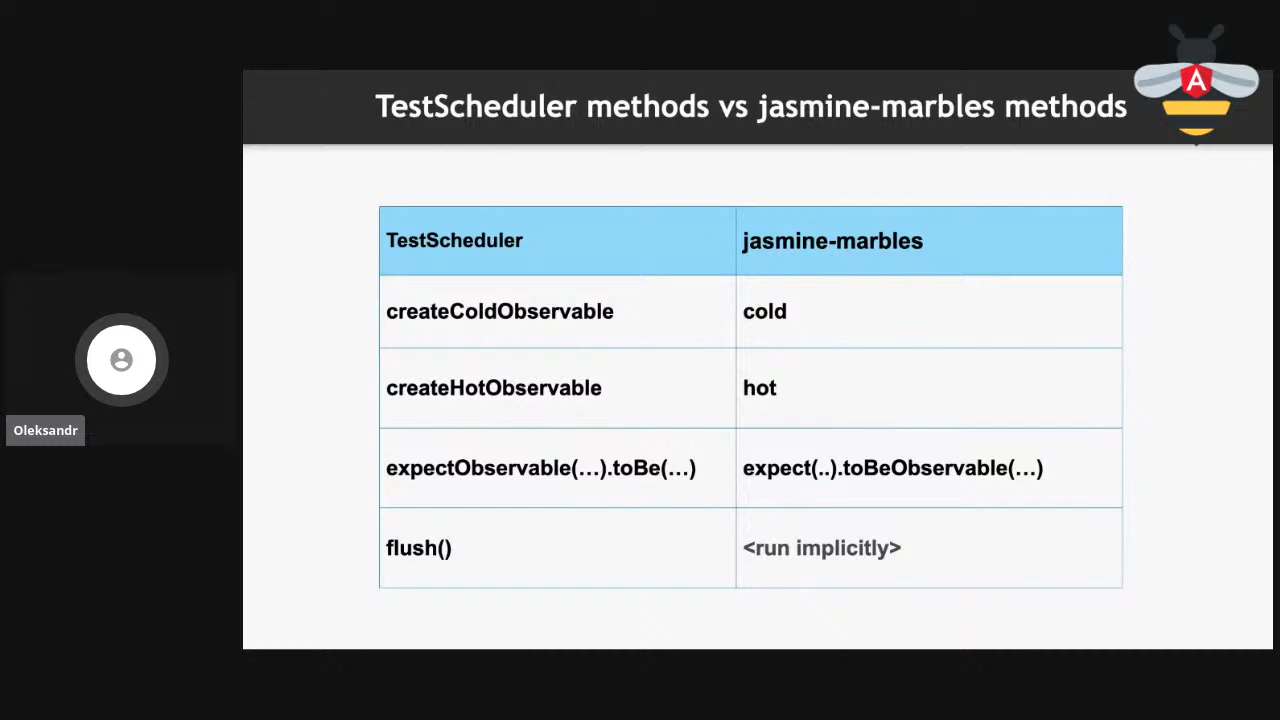 TestScheduler methods vs jasmine-marbles methods
A
TestScheduler
jasmine-marbles
createColdObservable
cold
createHotObservable
hot
expectObservable(…).toBe(…)
expect(..).toBeObservable(…)
flush()
<run implicitly>
Oleksandr